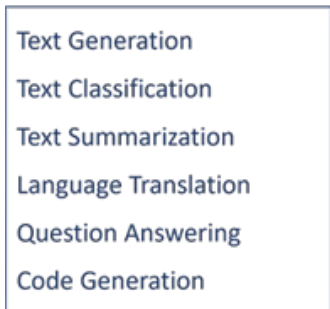 Text Generation
Text Classification
Text Summarization
Language Translation
Question Answering
Code Generation